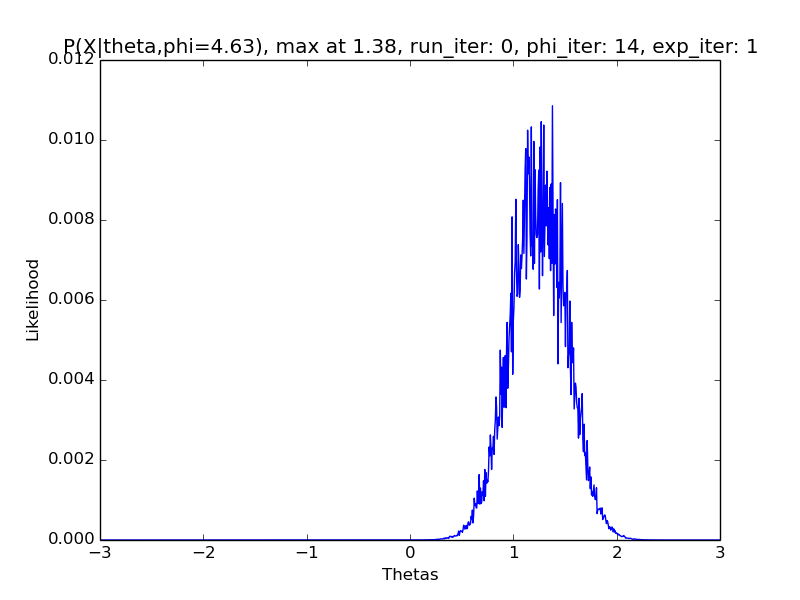 P(X|theta,phi=4.63), max at 1.38, run_iter: 0, phi_iter: 14, exp_iter: 1
0.012
0.010
0.008
0.006
0.004
0.002
0.000
Likelihood
−3 −2 −1 0 1 2 3
Thetas